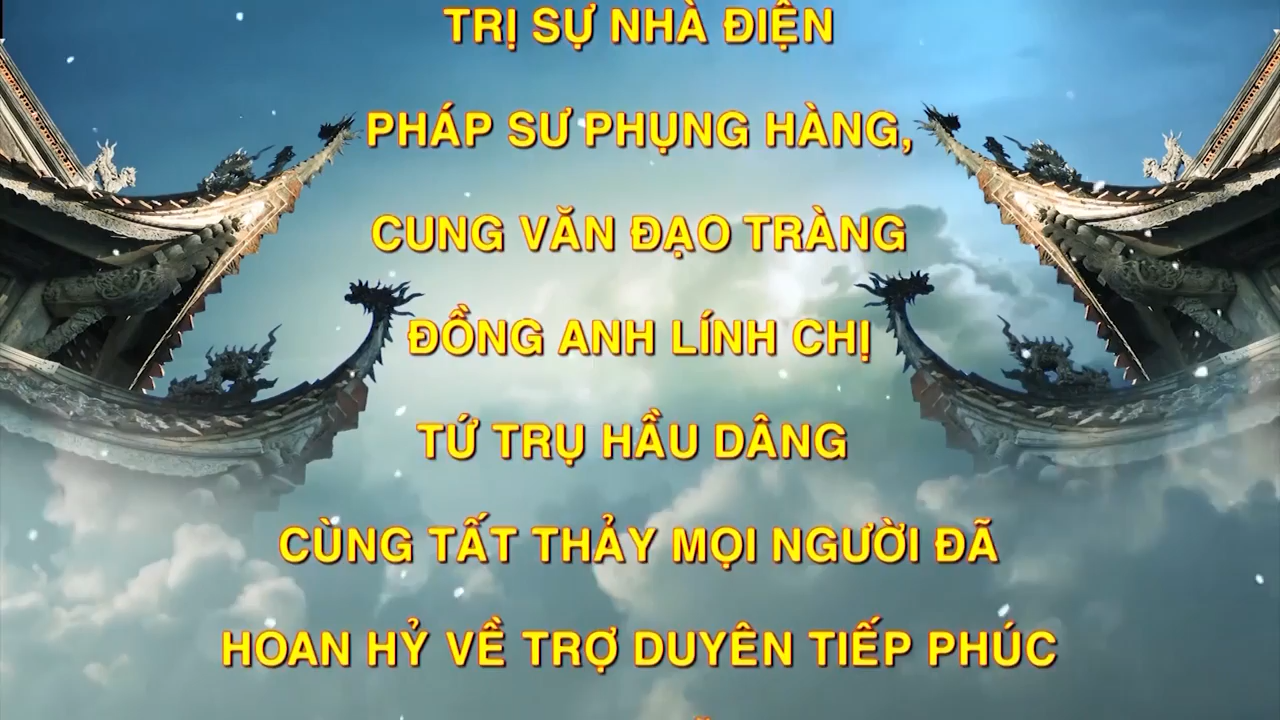 TRỊ SỰ NHÀ ĐIỆN
PHÁP SƯ PHỤNG HÀNG,
CUNG VĂN ĐẠO TRÀNG
ĐỒNG ANH LÍNH CHỊ
TỨ TRỤ HẦU DÂNG
CÙNG TẤT THẢY MỌI NGƯỜI ĐÃ
HOAN HỶ VỀ TRỢ DUYÊN TIẾP PHÚC